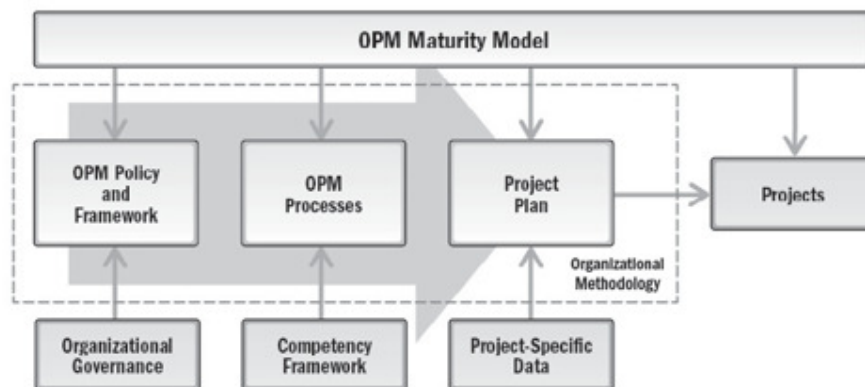 OPM Maturity Model
OPM Policy
and
Framework
OPM
Processes
Project
Plan
Projects
Organizational
Methodology
Organizational
Governance
Competency
Framework
Project-Specific
Data